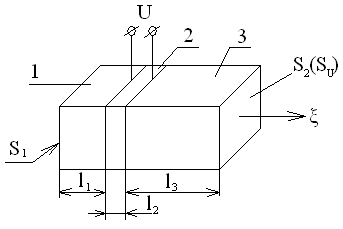 U
1
2
3
S₂(Sᵤ)
ξ
S₁
l₁
l₃
l₂